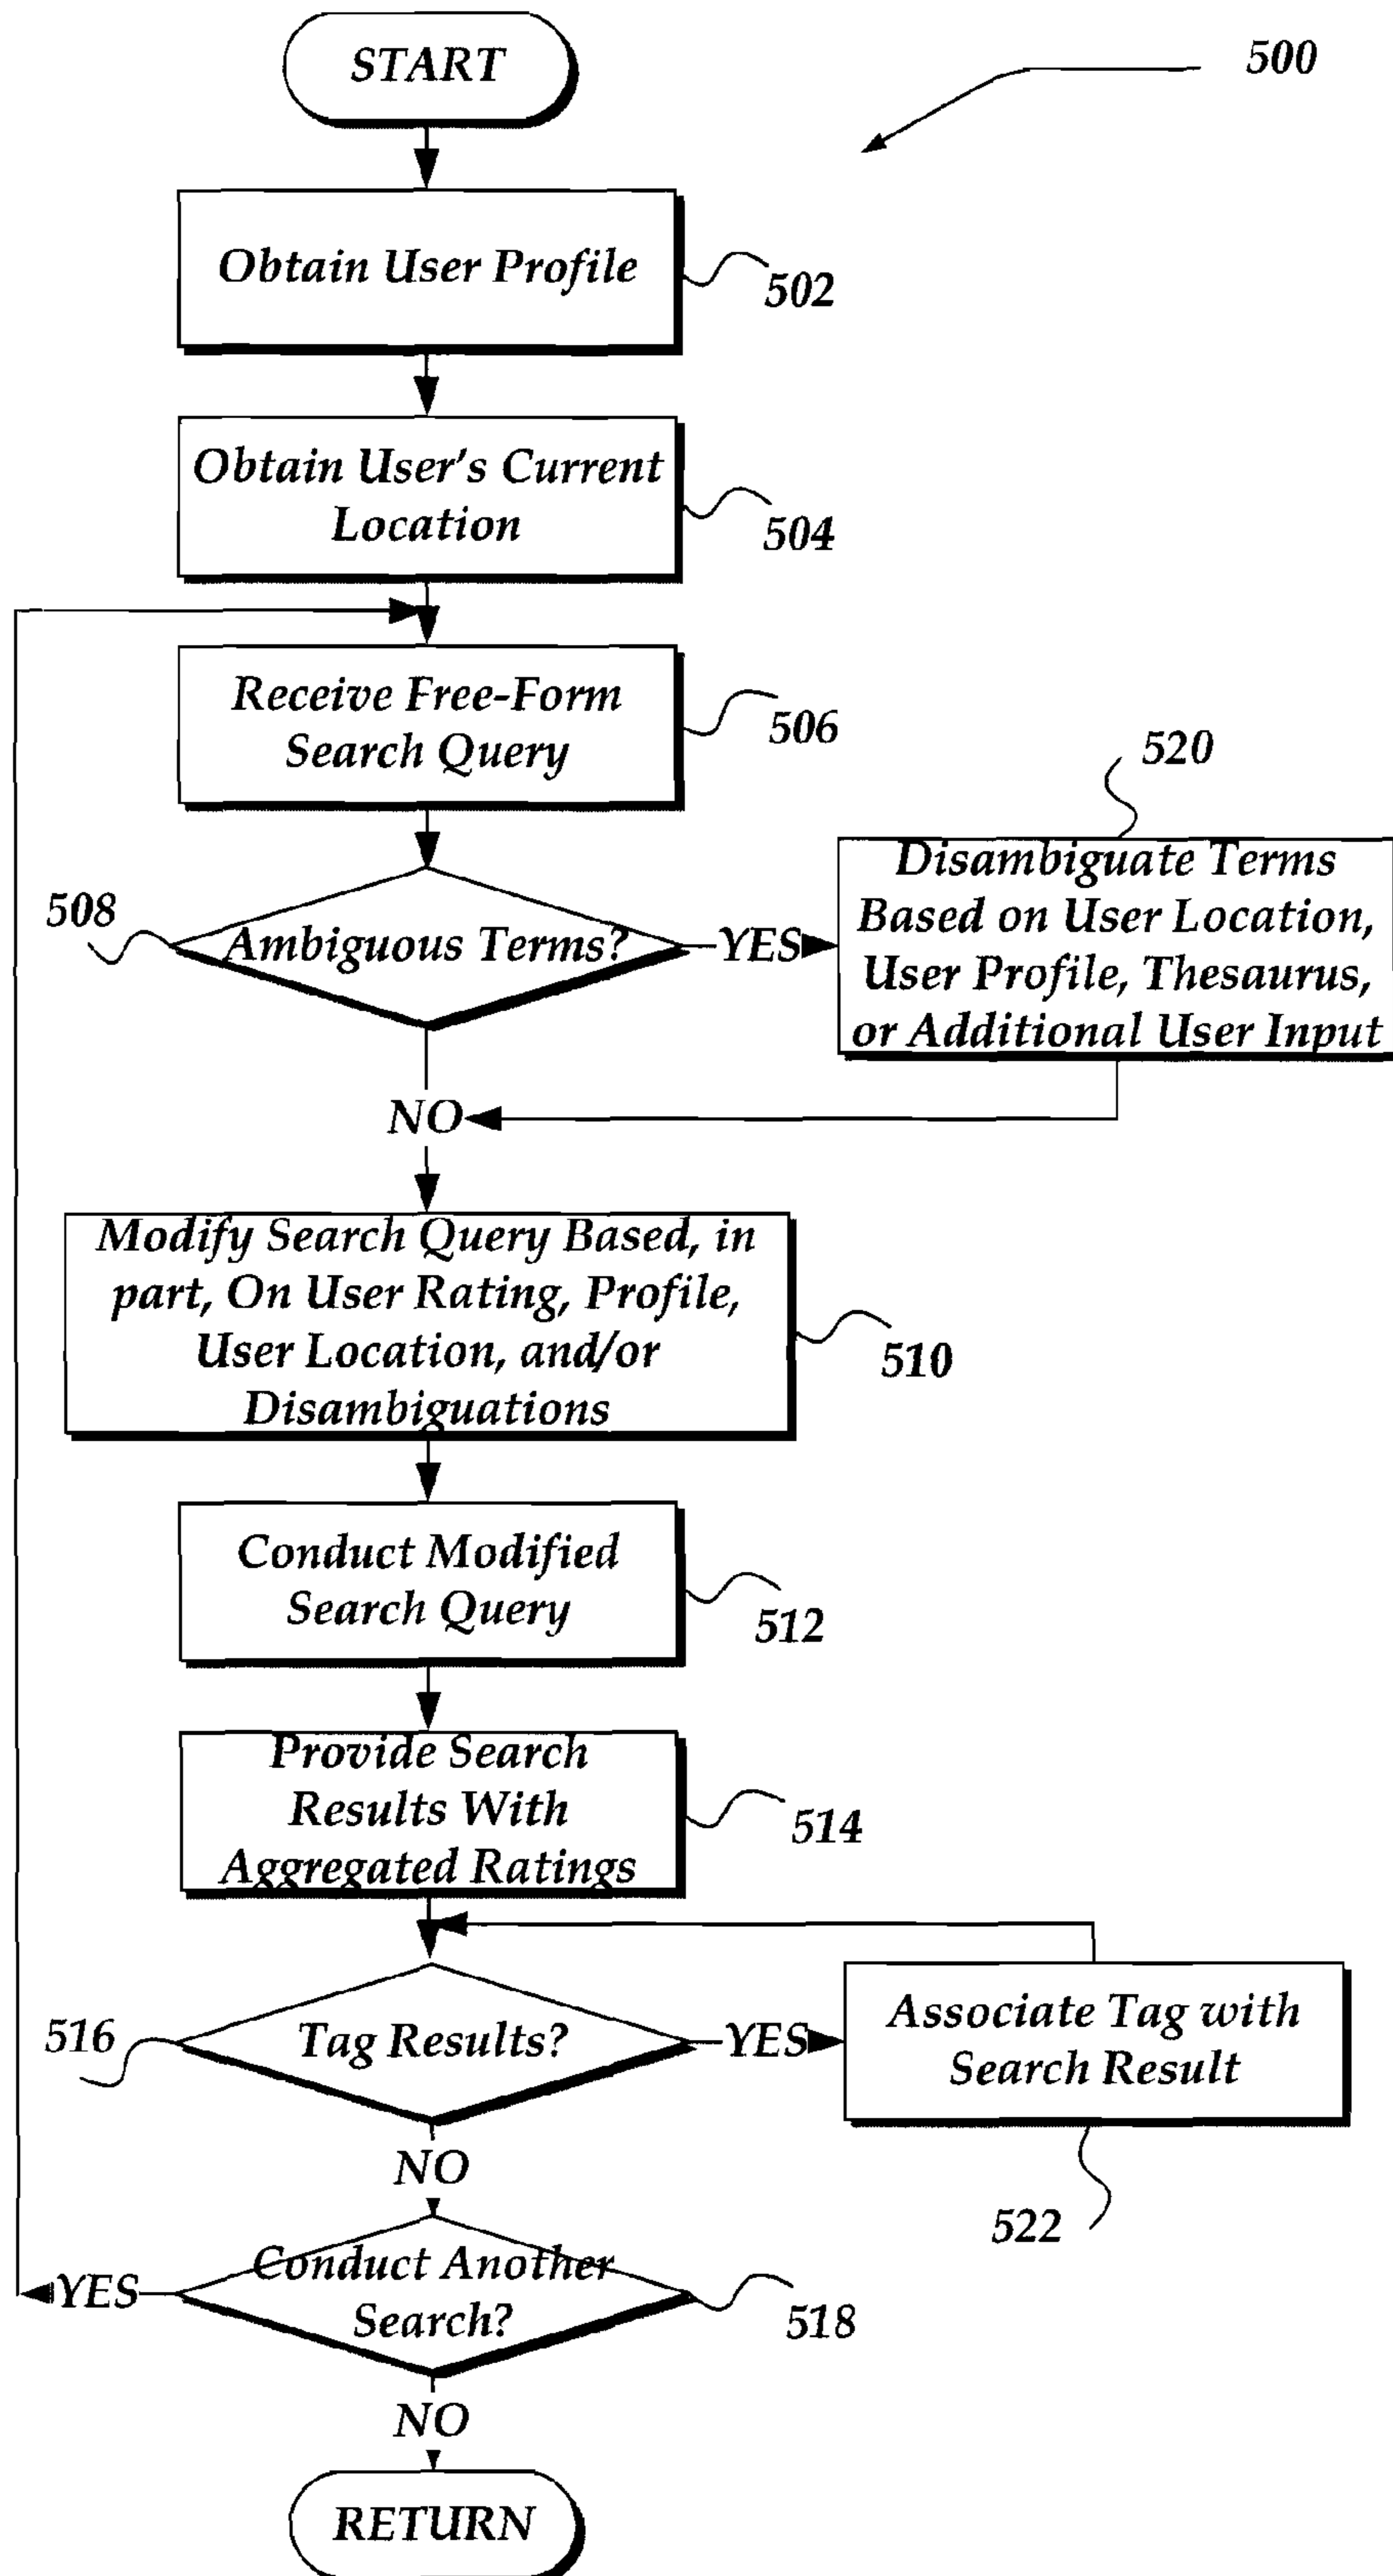 START
500
Obtain User Profile
502
Obtain User's Current
Location
504
Receive Free-Form
Search Query
506
520
508
Ambiguous Terms?
YES
Disambiguate Terms
Based on User Location,
User Profile, Thesaurus,
or Additional User Input
NO
Modify Search Query Based, in
part, On User Rating, Profile,
User Location, and/or
Disambiguations
510
Conduct Modified
Search Query
512
Provide Search
Results With
Aggregated Ratings
514
516
Tag Results?
YES
Associate Tag with
Search Result
522
NO
Conduct Another
Search?
YES
518
NO
RETURN